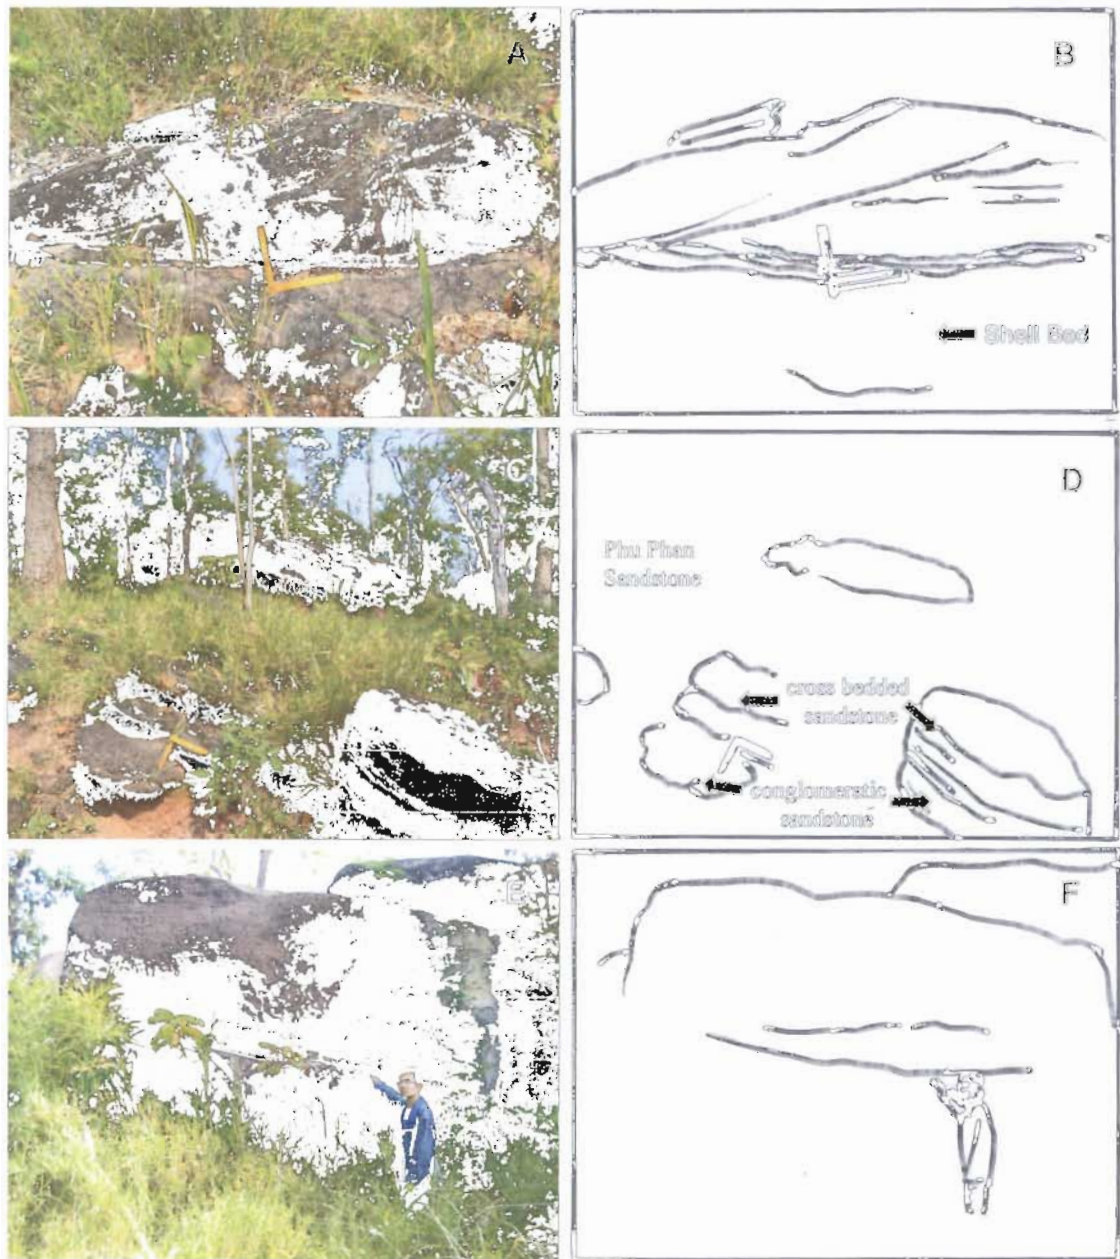 A
B
Shell Bed
C
D
Phu Phan
Sandstone
cross bedded
sandstone
conglomeratic
sandstone
E
F